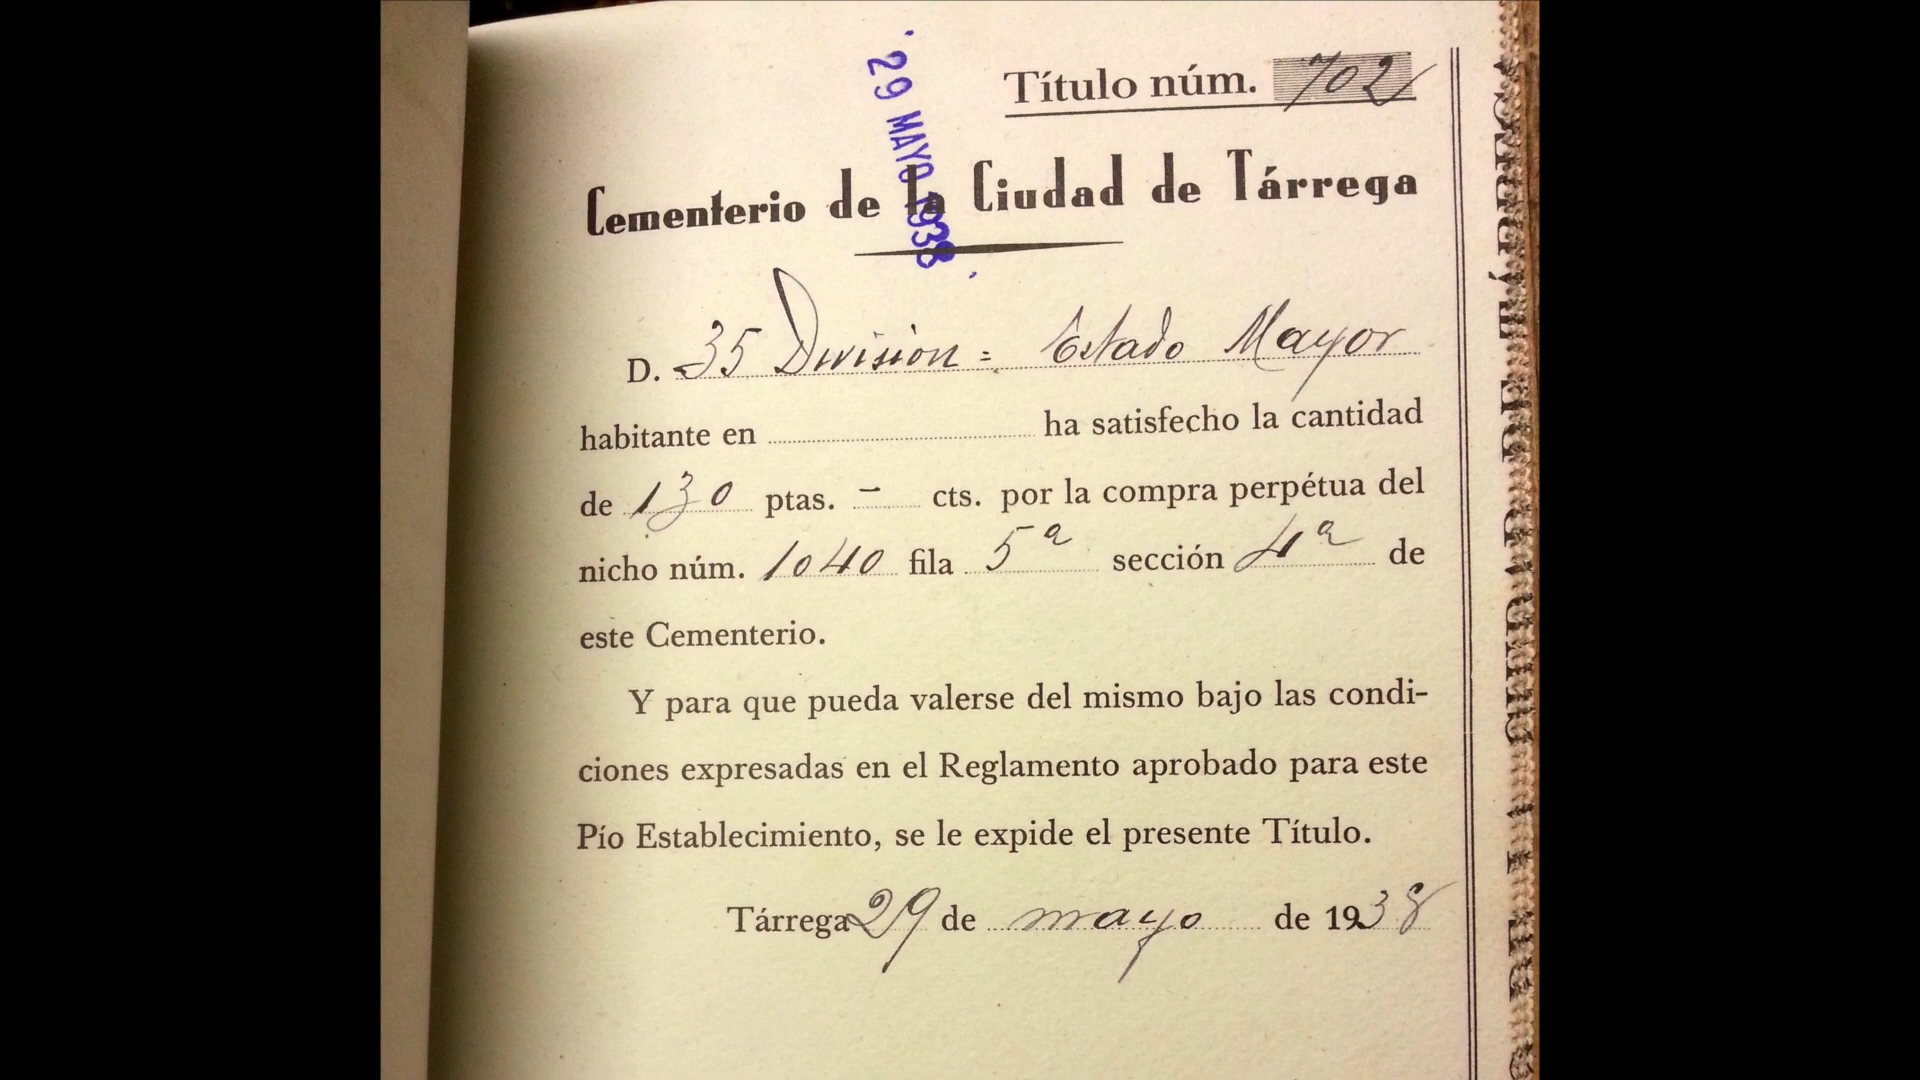 Título núm. 702
29 MAYO 1938
Cementerio de la Ciudad de Tárrega
D. 35 Division = Estado Mayor
habitante en ha satisfecho la cantidad
de 130 ptas. — cts. por la compra perpétua del
nicho núm. 1040 fila 5ª sección 4ª de
este Cementerio.
Y para que pueda valerse del mismo bajo las condi-
ciones expresadas en el Reglamento aprobado para este
Pío Establecimiento, se le expide el presente Título.
Tárrega 29 de mayo de 1938